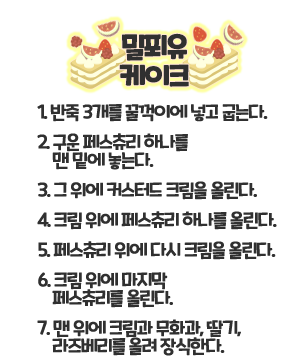 밀푀유
케이크
1. 반죽 3개를 꿀꺽이에 넣고 굽는다.
2. 구운 페스츄리 하나를
맨 밑에 놓는다.
3. 그 위에 커스터드 크림을 올린다.
4. 크림 위에 페스츄리 하나를 올린다.
5. 페스츄리 위에 다시 크림을 올린다.
6. 크림 위에 마지막
페스츄리를 올린다.
7. 맨 위에 크림과 무화과, 딸기,
라즈베리를 올려 장식한다.